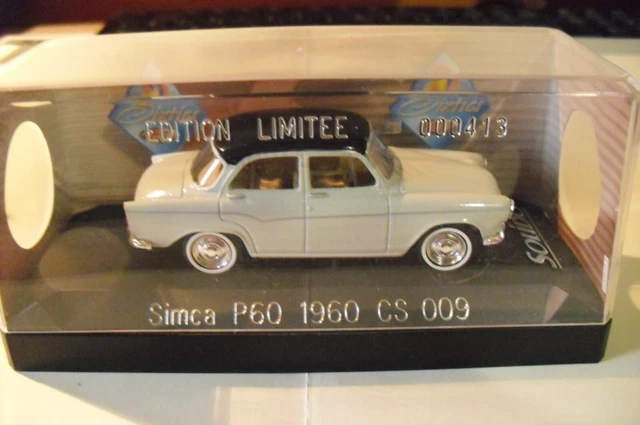 EDITION LIMITEE 000413
Simca P60 1960 CS 009